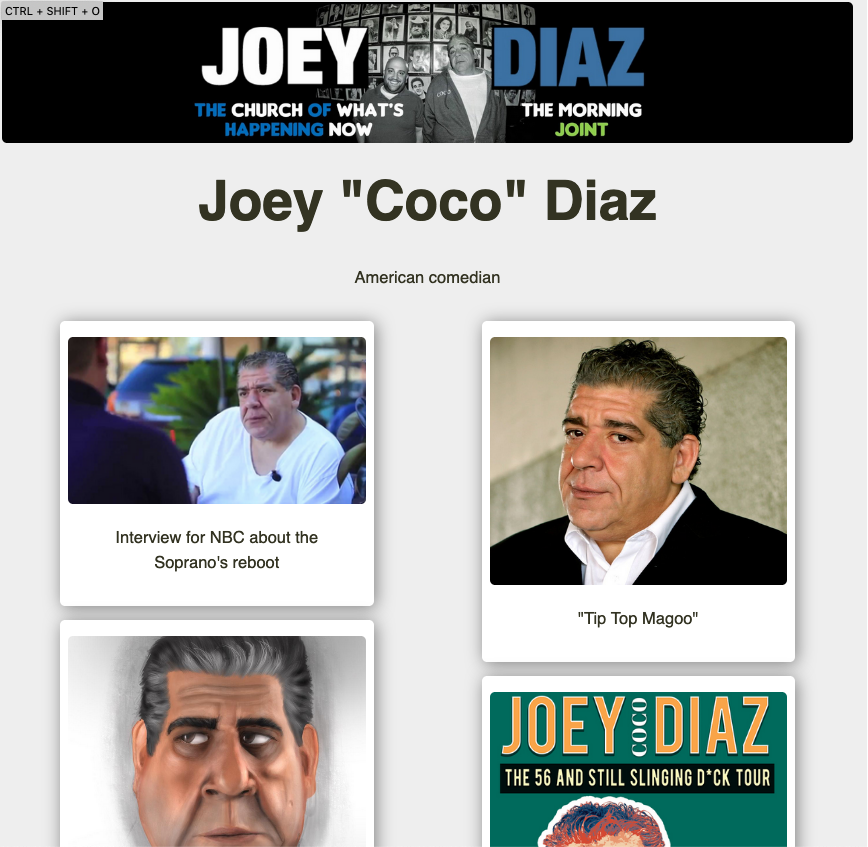 CTRL + SHIFT + O
JOEY DIAZ
THE CHURCH OF WHAT'S
HAPPENING NOW
THE MORNING
JOINT
COCO
Joey "Coco" Diaz
American comedian
Interview for NBC about the
Soprano's reboot
"Tip Top Magoo"
JOEY COCO DIAZ
THE 56 AND STILL SLINGING D*CK TOUR